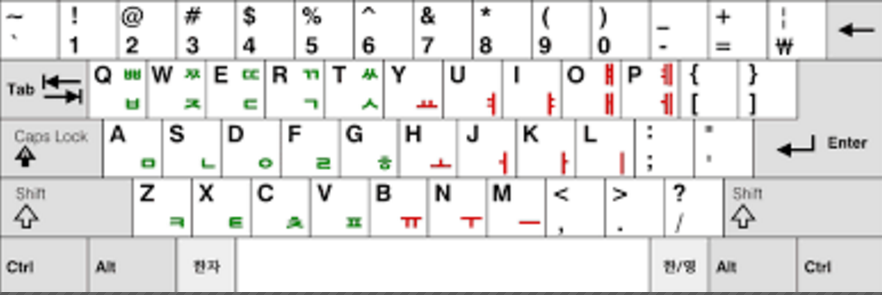 ~ ! @ # $ % ^ & * ( ) _ + ¦
` 1 2 3 4 5 6 7 8 9 0 - = ₩
Tab Q ㅃ W ㅉ E ㄸ R ㄲ T ㅆ Y U I O ㅒ P ㅖ { }
ㅂ ㅈ ㄷ ㄱ ㅅ ㅛ ㅕ ㅑ ㅐ ㅔ [ ]
Caps Lock A S D F G H J K L : " Enter
ㅁ ㄴ ㅇ ㄹ ㅎ ㅗ ㅓ ㅏ ㅣ ; '
Shift Z X C V B N M < > ? Shift
ㅋ ㅌ ㅊ ㅍ ㅠ ㅜ ㅡ , . /
Ctrl Alt 한자 한/영 Alt Ctrl